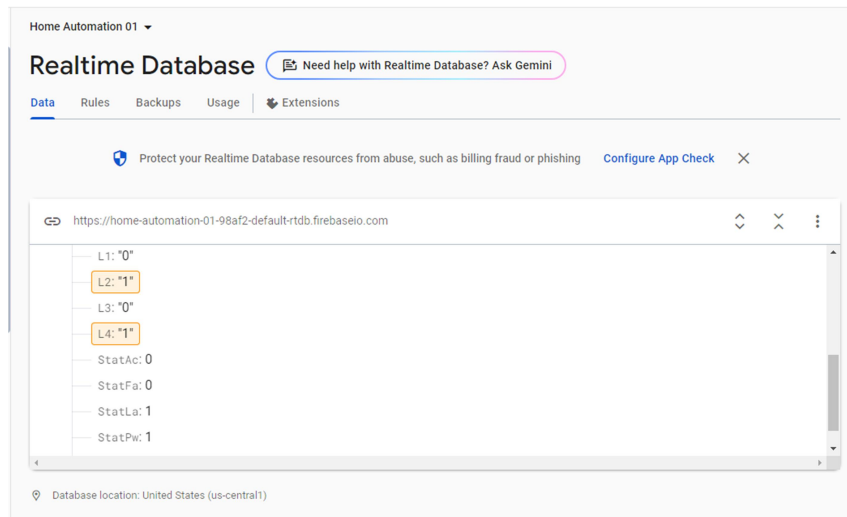 Home Automation 01
Realtime Database Need help with Realtime Database? Ask Gemini
Data Rules Backups Usage Extensions
Protect your Realtime Database resources from abuse, such as billing fraud or phishing Configure App Check
https://home-automation-01-98af2-default-rtdb.firebaseio.com
L1: "0"
L2: "1"
L3: "0"
L4: "1"
StatAc: 0
StatFa: 0
StatLa: 1
StatPw: 1
Database location: United States (us-central1)